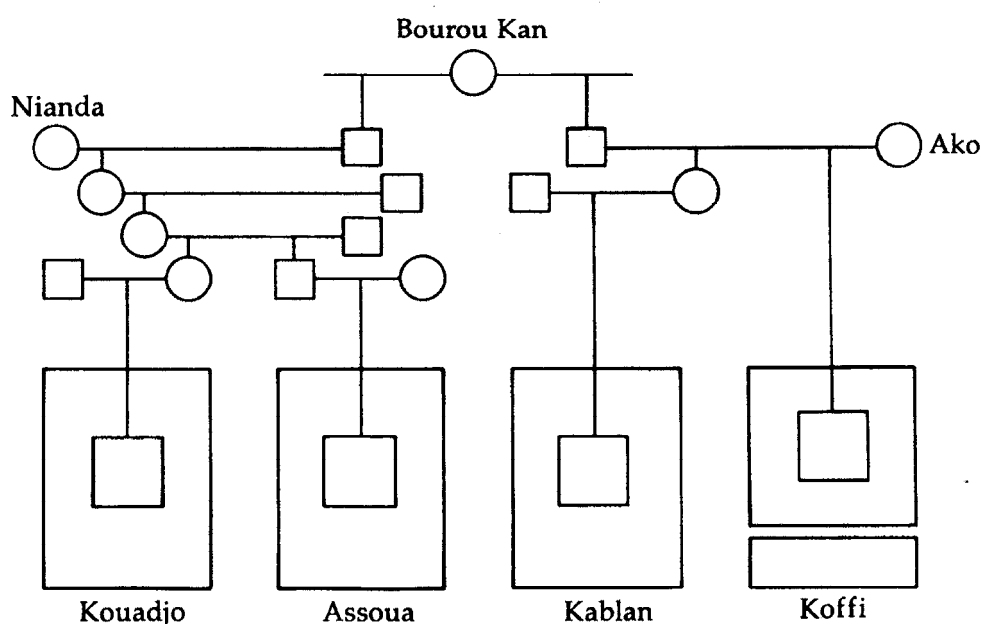 Bourou Kan
Nianda
Ako
Kouadjo
Assoua
Kablan
Koffi